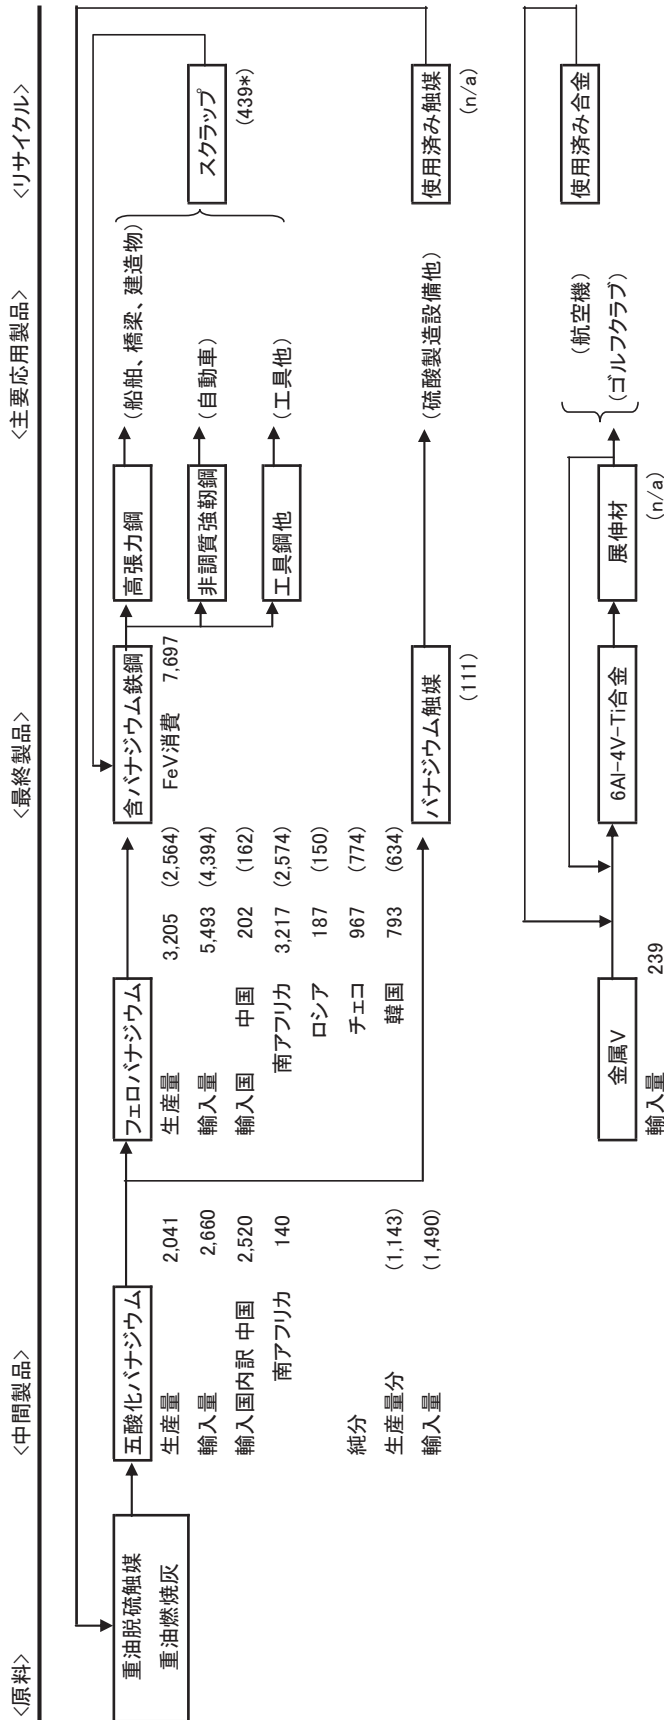 <原料>
<中間製品>
<最終製品>
<主要応用製品>
<リサイクル>
重油脱硫触媒
重油燃焼灰
五酸化バナジウム
生産量 2,041
輸入量 2,660
輸入国内訳 中国 2,520
南アフリカ 140
純分
生産量分 (1,143)
輸入量 (1,490)
フェロバナジウム
生産量 3,205 (2,564)
輸入量 5,493 (4,394)
輸入国 中国 202 (162)
南アフリカ 3,217 (2,574)
ロシア 187 (150)
チェコ 967 (774)
韓国 793 (634)
含バナジウム鉄鋼
FeV消費 7,697
高張力鋼
(船舶、橋梁、建造物)
非調質強靭鋼
(自動車)
工具鋼他
(工具他)
スクラップ
(439*)
バナジウム触媒
(111)
(硫酸製造設備他)
使用済み触媒
(n/a)
金属V
輸入量 239
6Al-4V-Ti合金
展伸材
(n/a)
(航空機)
(ゴルフクラブ)
使用済み合金